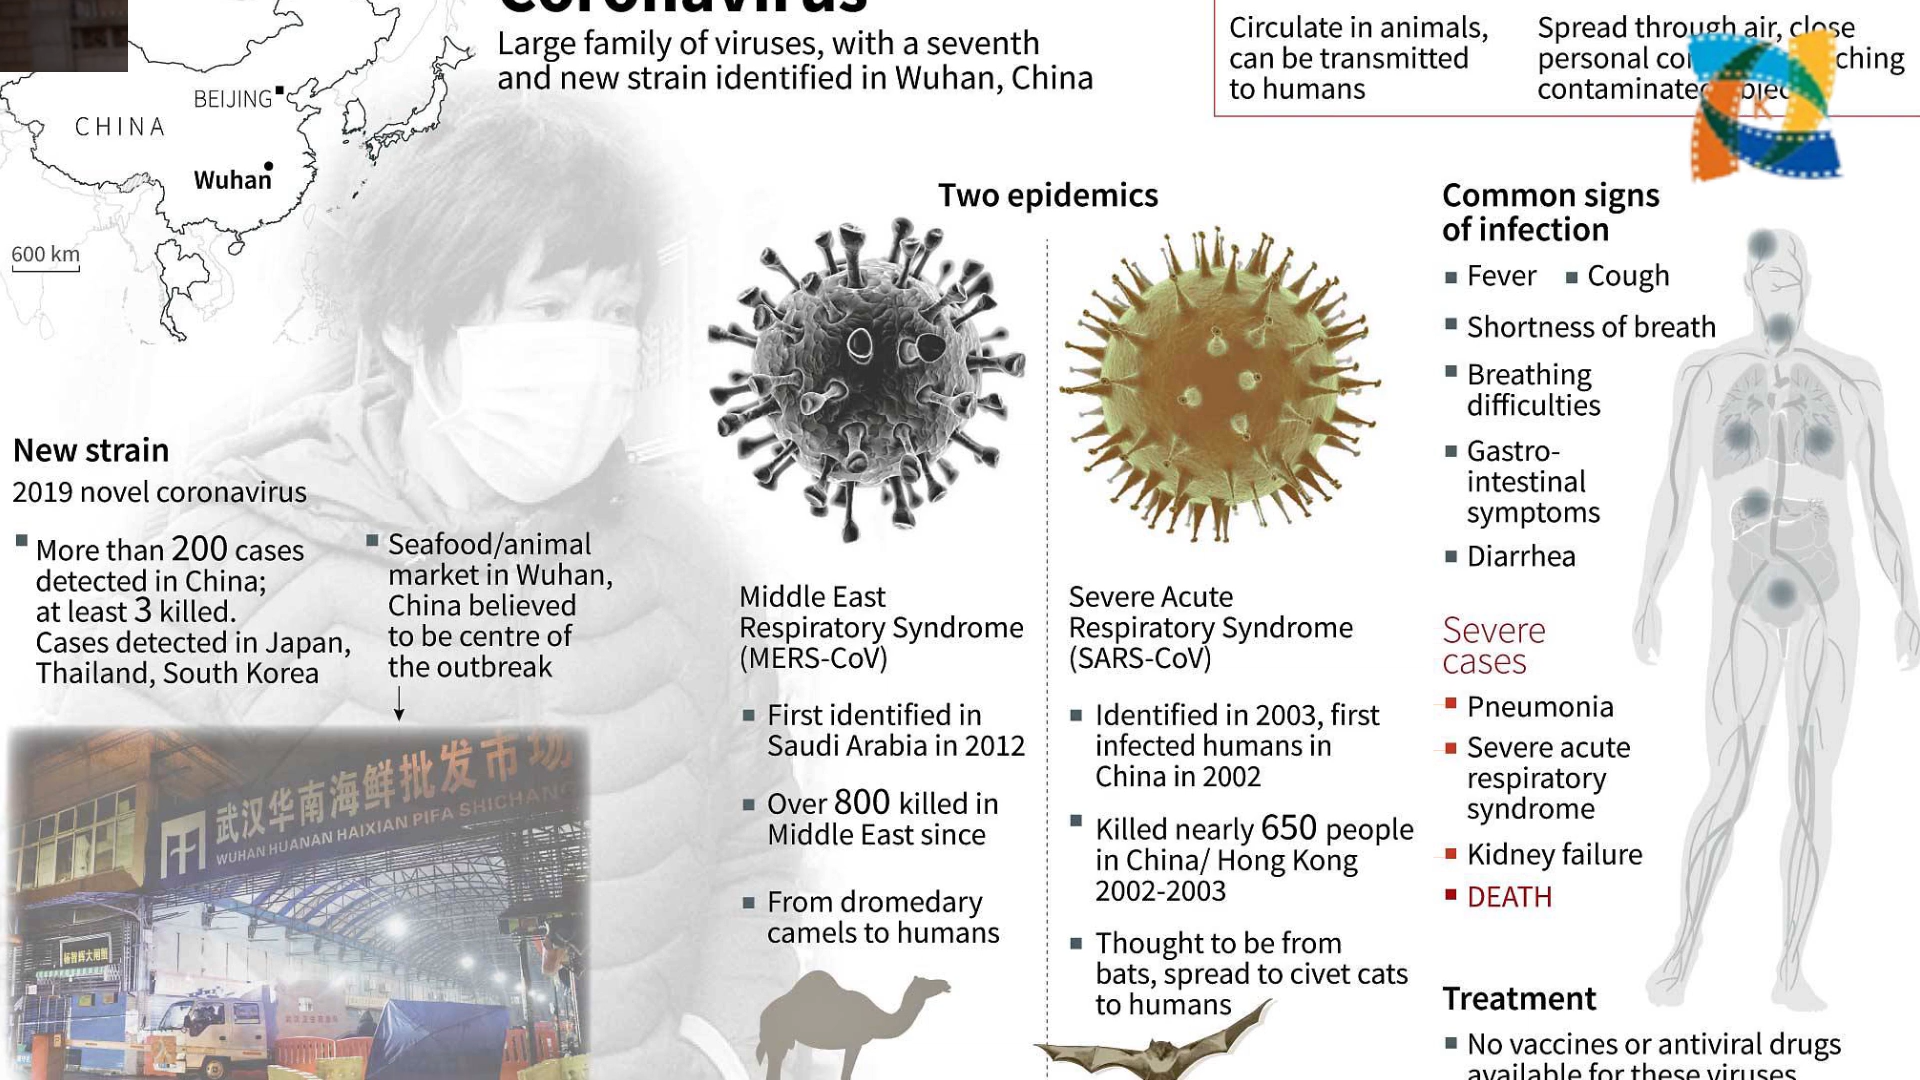 Coronavirus
Large family of viruses, with a seventh
and new strain identified in Wuhan, China
Circulate in animals,
can be transmitted
to humans
Spread through air, close
personal ching
K
BEIJING
CHINA
Wuhan
600 km
New strain
2019 novel coronavirus
More than 200 cases
detected in China;
at least 3 killed.
Cases detected in Japan,
Thailand, South Korea
Seafood/animal
market in Wuhan,
China believed
to be centre of
the outbreak
武汉华南海鲜批发市场
WUHAN HUANAN HAIXIAN PIFA SHICHANG
Two epidemics
Middle East
Respiratory Syndrome
(MERS-CoV)
First identified in
Saudi Arabia in 2012
Over 800 killed in
Middle East since
From dromedary
camels to humans
Severe Acute
Respiratory Syndrome
(SARS-CoV)
Identified in 2003, first
infected humans in
China in 2002
Killed nearly 650 people
in China/ Hong Kong
2002-2003
Thought to be from
bats, spread to civet cats
to humans
Common signs
of infection
Fever Cough
Shortness of breath
Breathing
difficulties
Gastro-
intestinal
symptoms
Diarrhea
Severe
cases
Pneumonia
Severe acute
respiratory
syndrome
Kidney failure
DEATH
Treatment
No vaccines or antiviral drugs
available for these viruses